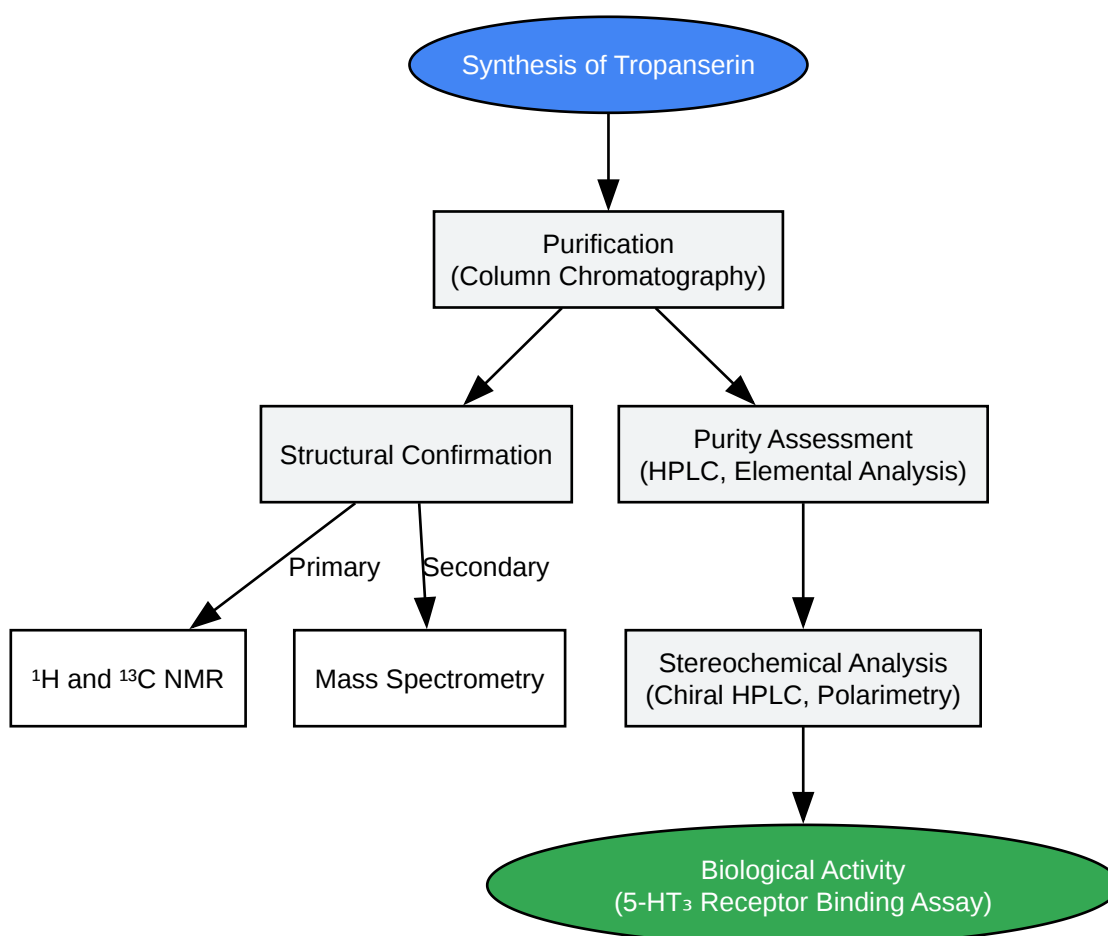 Synthesis of Tropanserin
Purification
(Column Chromatography)
Structural Confirmation
Purity Assessment
(HPLC, Elemental Analysis)
Primary
Secondary
¹H and ¹³C NMR
Mass Spectrometry
Stereochemical Analysis
(Chiral HPLC, Polarimetry)
Biological Activity
(5-HT₃ Receptor Binding Assay)